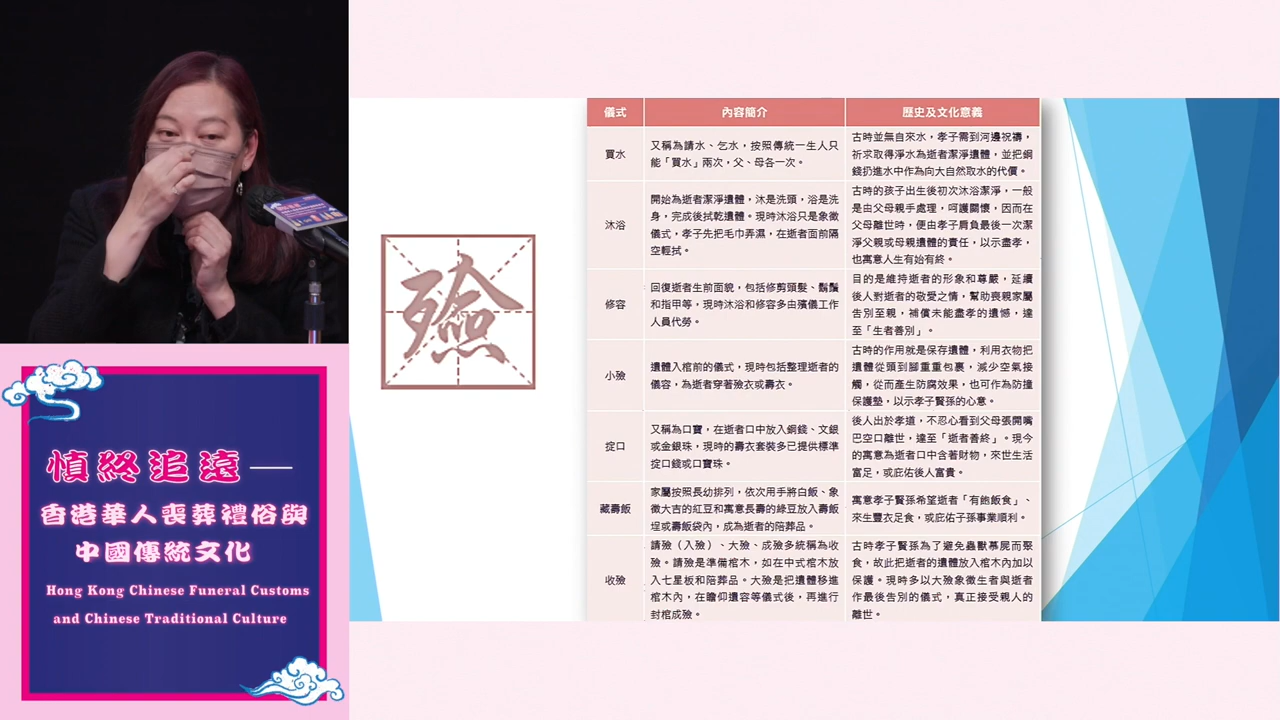 慎終追遠——
香港華人喪葬禮俗與
中國傳統文化
Hong Kong Chinese Funeral Customs
and Chinese Traditional Culture
殮
儀式
內容簡介
歷史及文化意義
買水
又稱為請水、乞水，按照傳統一生人只
能「買水」兩次，父、母各一次。
古時並無自來水，孝子需到河邊祝禱，
祈求取得淨水為逝者潔淨遺體，並把銅
錢扔進水中作為向大自然取水的代價。
沐浴
開始為逝者潔淨遺體，沐是洗頭，浴是洗
身，完成後拭乾遺體。現時沐浴只是象徵
儀式，孝子先把毛巾弄濕，在逝者面前隔
空輕拭。
古時的孩子出生後初次沐浴潔淨，一般
是由父母親手處理，呵護關懷，因而在
父母離世時，便由孝子肩負最後一次潔
淨父親或母親遺體的責任，以示盡孝，
也寓意人生有始有終。
修容
回復逝者生前面貌，包括修剪頭髮、鬍鬚
和指甲等，現時沐浴和修容多由殯儀工作
人員代勞。
目的是維持逝者的形象和尊嚴，延續
後人對逝者的敬愛之情，幫助喪親家屬
告別至親，補償未能盡孝的遺憾，達
至「生者善別」。
小殮
遺體入棺前的儀式，現時包括整理逝者的
儀容，為逝者穿著殮衣或壽衣。
古時的作用就是保存遺體，利用衣物把
遺體從頭到腳重重包裹，減少空氣接
觸，從而產生防腐效果，也可作為防撞
保護墊，以示孝子賢孫的心意。
掟口
又稱為口寶，在逝者口中放入銅錢、文銀
或金銀珠，現時的壽衣套裝多已提供標準
掟口錢或口寶珠。
後人出於孝道，不忍心看到父母張開嘴
巴空口離世，達至「逝者善終」。現今
的寓意為逝者口中含著財物，來世生活
富足，或庇佑後人富貴。
藏壽飯
家屬按照長幼排列，依次用手將白飯、象
徵大吉的紅豆和寓意長壽的綠豆放入壽飯
埕或壽飯袋內，成為逝者的陪葬品。
寓意孝子賢孫希望逝者「有飽飯食」、
來生豐衣足食，或庇佑子孫事業順利。
收殮
請殮（入殮）、大殮、成殮多統稱為收
殮。請殮是準備棺木，如在中式棺木放
入七星板和陪葬品。大殮是把遺體移進
棺木內，在瞻仰遺容等儀式後，再進行
封棺成殮。
古時孝子賢孫為了避免蟲獸慕屍而聚
食，故此把逝者的遺體放入棺木內加以
保護。現時多以大殮象徵生者與逝者
作最後告別的儀式，真正接受親人的
離世。